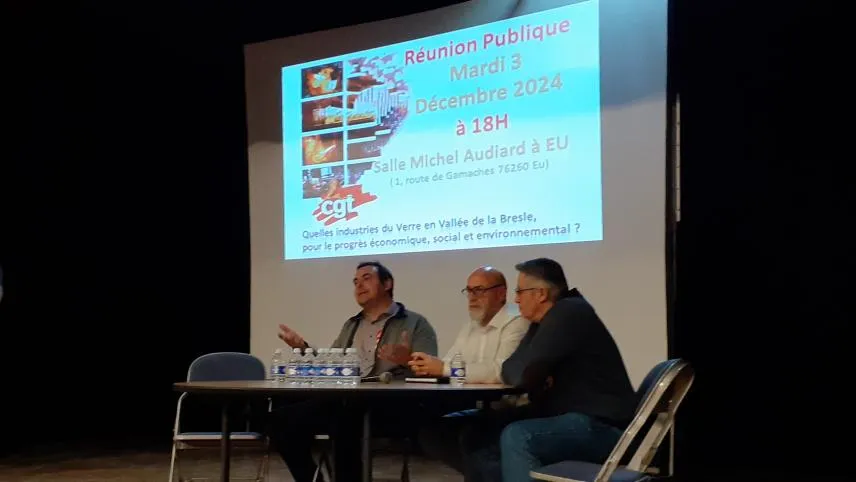 Réunion Publique
Mardi 3
Décembre 2024
à 18H
Salle Michel Audiard à EU
( 1, route de Gamaches 76260 Eu)
cgt
Quelles industries du Verre en Vallée de la Bresle,
pour le progrès économique, social et environnemental ?